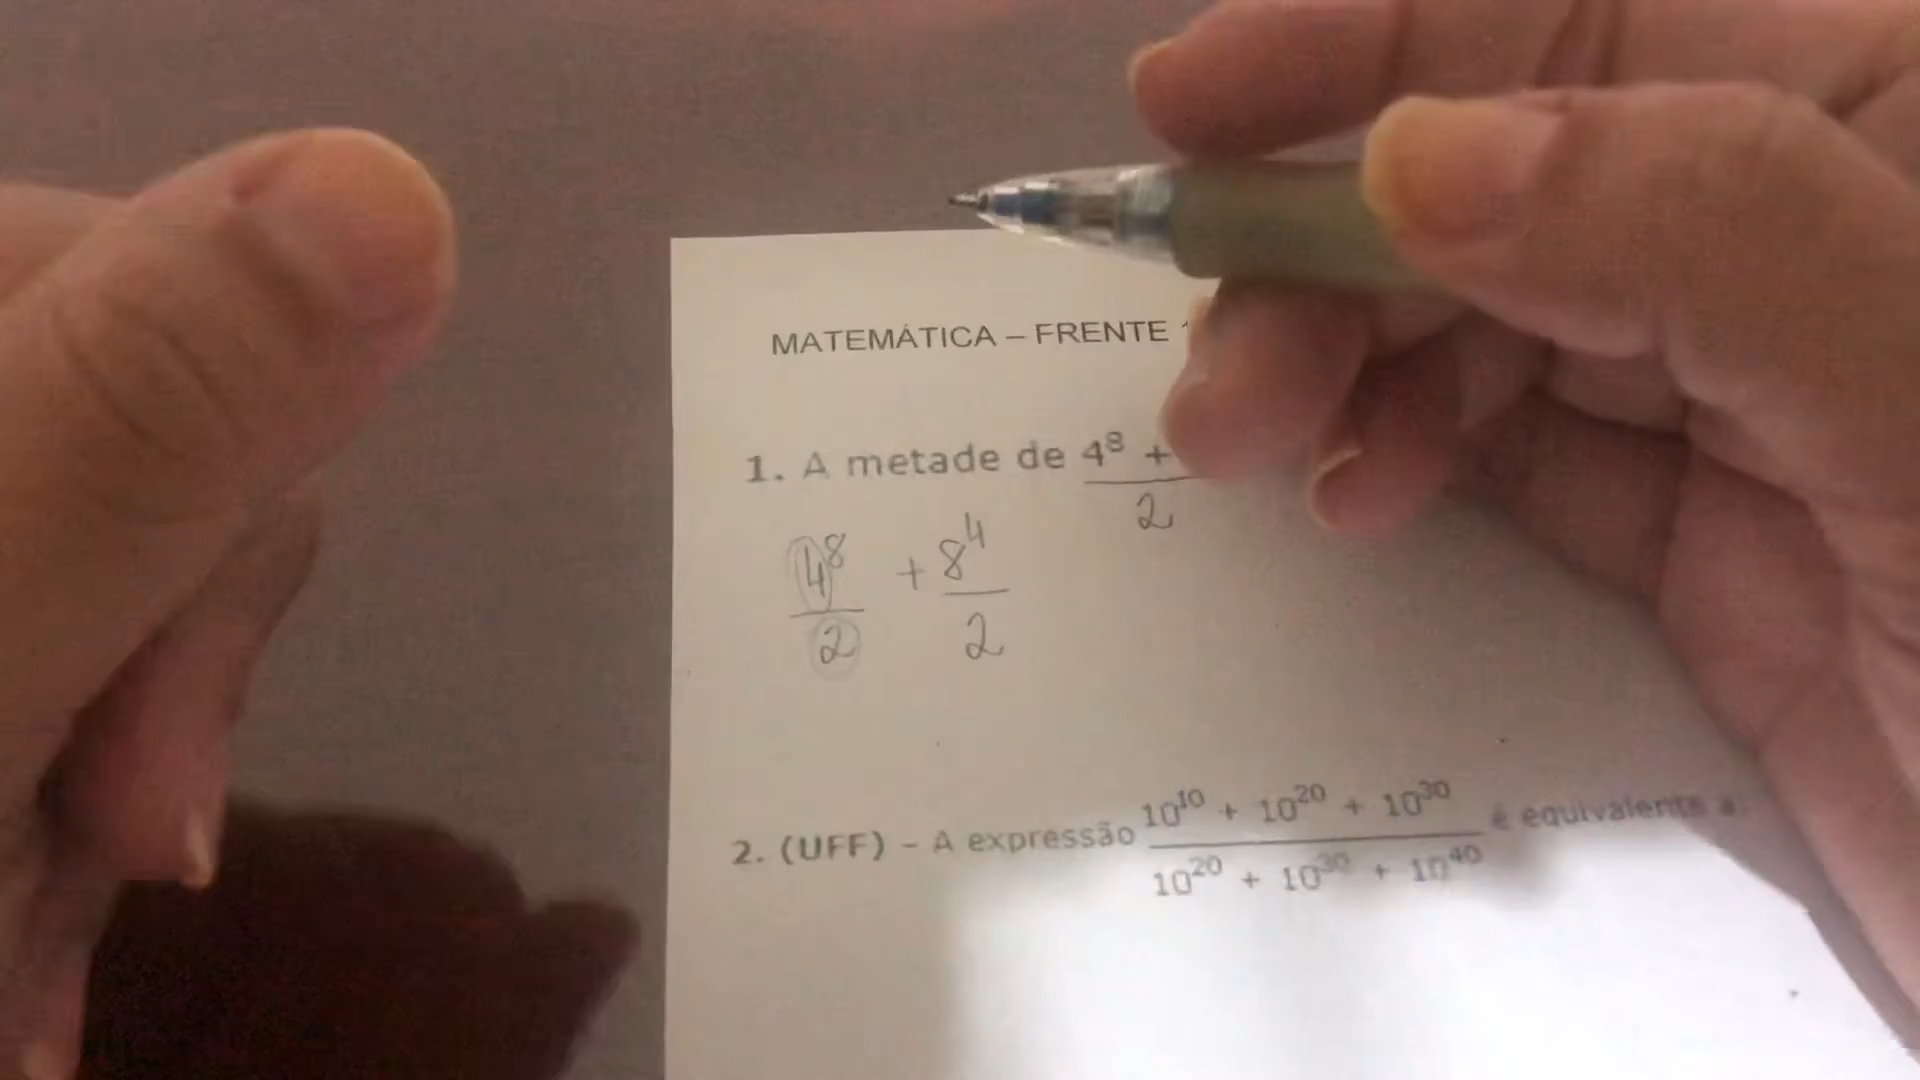 MATEMÁTICA – FRENTE
1. A metade de 4⁸ +
2
4⁸ + 8⁴
2 2
2. (UFF) – A expressão 10¹⁰ + 10²⁰ + 10³⁰ é equivalente a
10²⁰ + 10³⁰ + 10⁴⁰